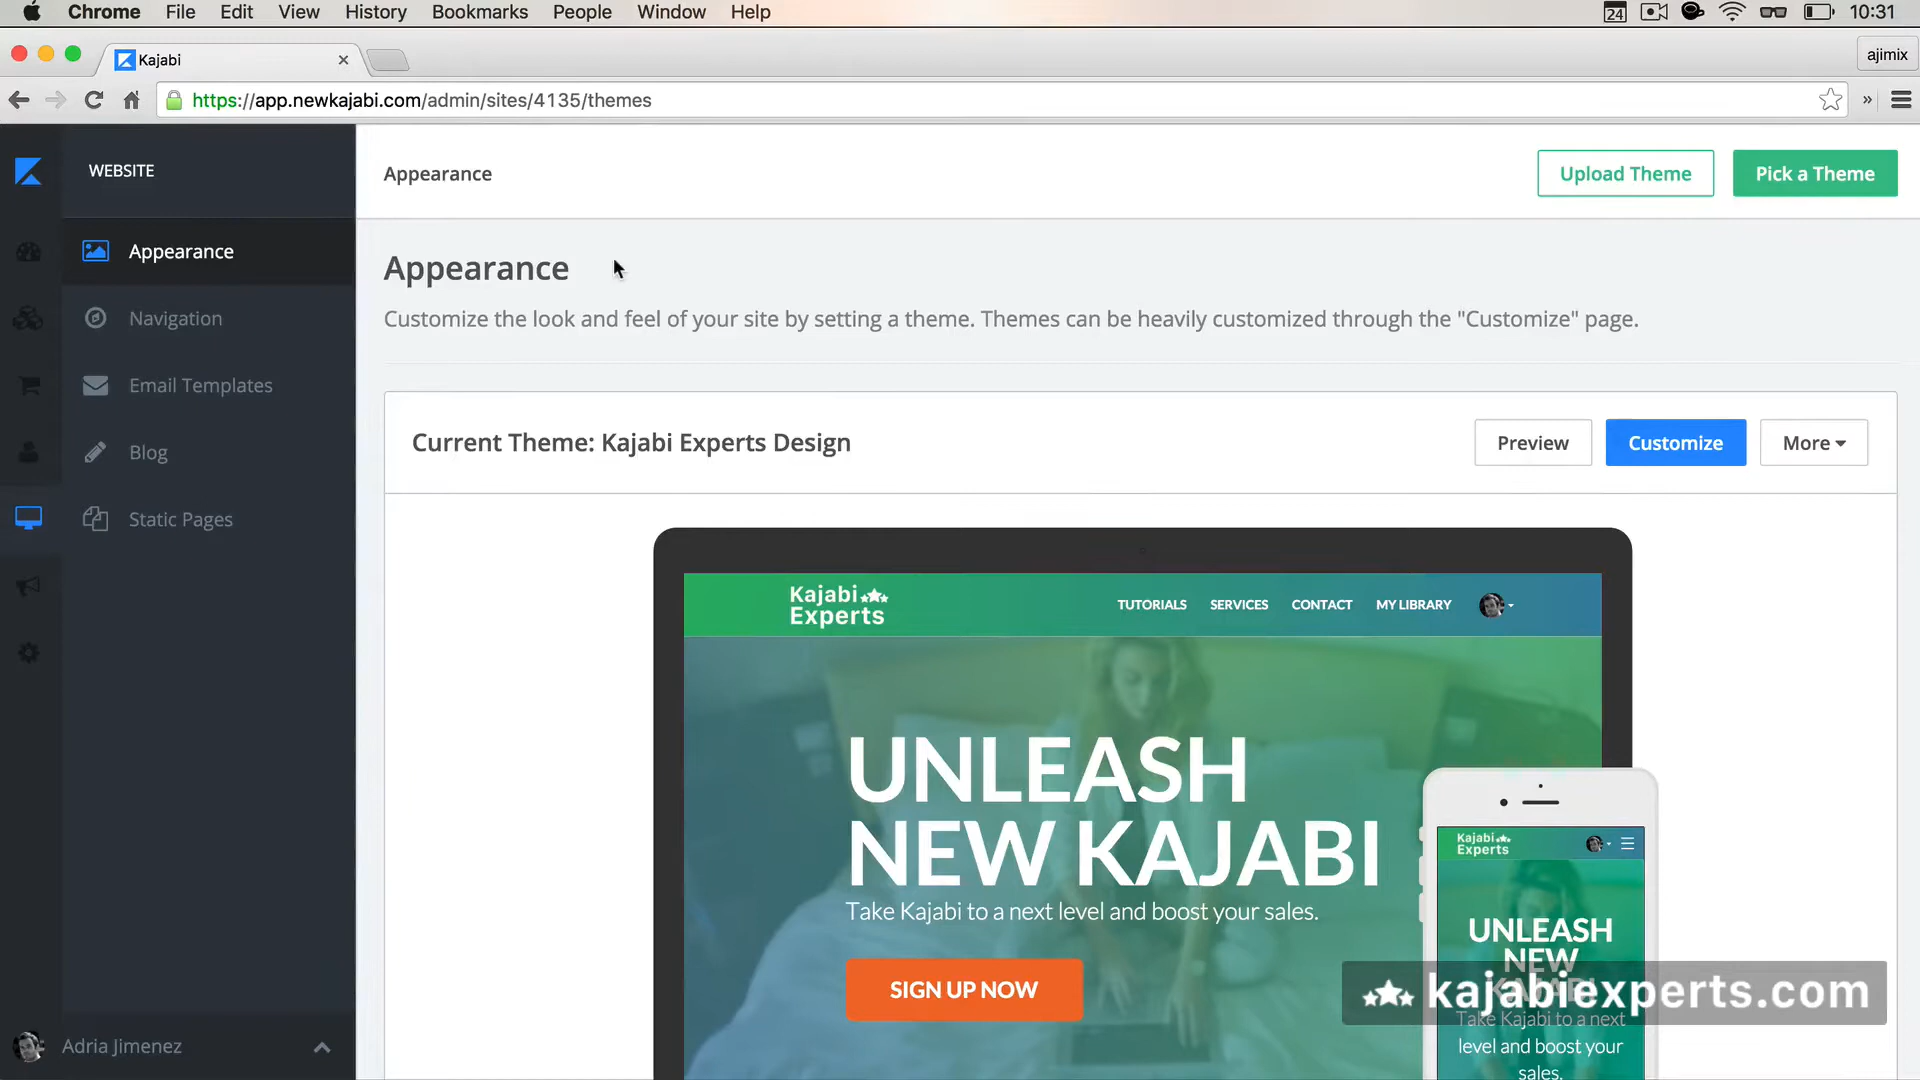 Chrome File Edit View History Bookmarks People Window Help 24 10:31
Kajabi ajimix
https://app.newkajabi.com/admin/sites/4135/themes
WEBSITE
Appearance
Navigation
Email Templates
Blog
Static Pages
Adria Jimenez
Appearance Upload Theme Pick a Theme
Appearance
Customize the look and feel of your site by setting a theme. Themes can be heavily customized through the "Customize" page.
Current Theme: Kajabi Experts Design Preview Customize More
Kajabi
Experts
TUTORIALS SERVICES CONTACT MY LIBRARY
UNLEASH
NEW KAJABI
Take Kajabi to a next level and boost your sales.
SIGN UP NOW
Kajabi
Experts
UNLEASH
NEW
KAJABI
Take Kajabi to a next
level and boost your
sales.
kajabiexperts.com